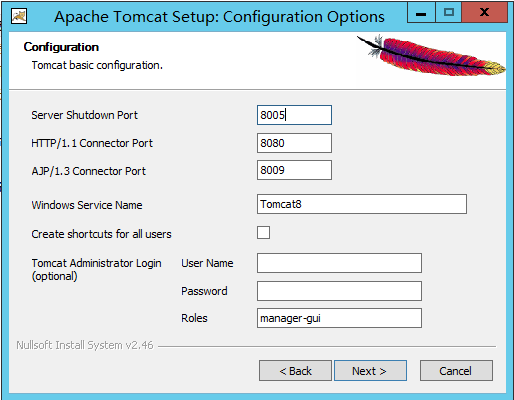 Apache Tomcat Setup: Configuration Options
Configuration
Tomcat basic configuration.
Server Shutdown Port 8005
HTTP/1.1 Connector Port 8080
AJP/1.3 Connector Port 8009
Windows Service Name Tomcat8
Create shortcuts for all users
Tomcat Administrator Login User Name
(optional)
Password
Roles manager-gui
Nullsoft Install System v2.46
< Back Next > Cancel